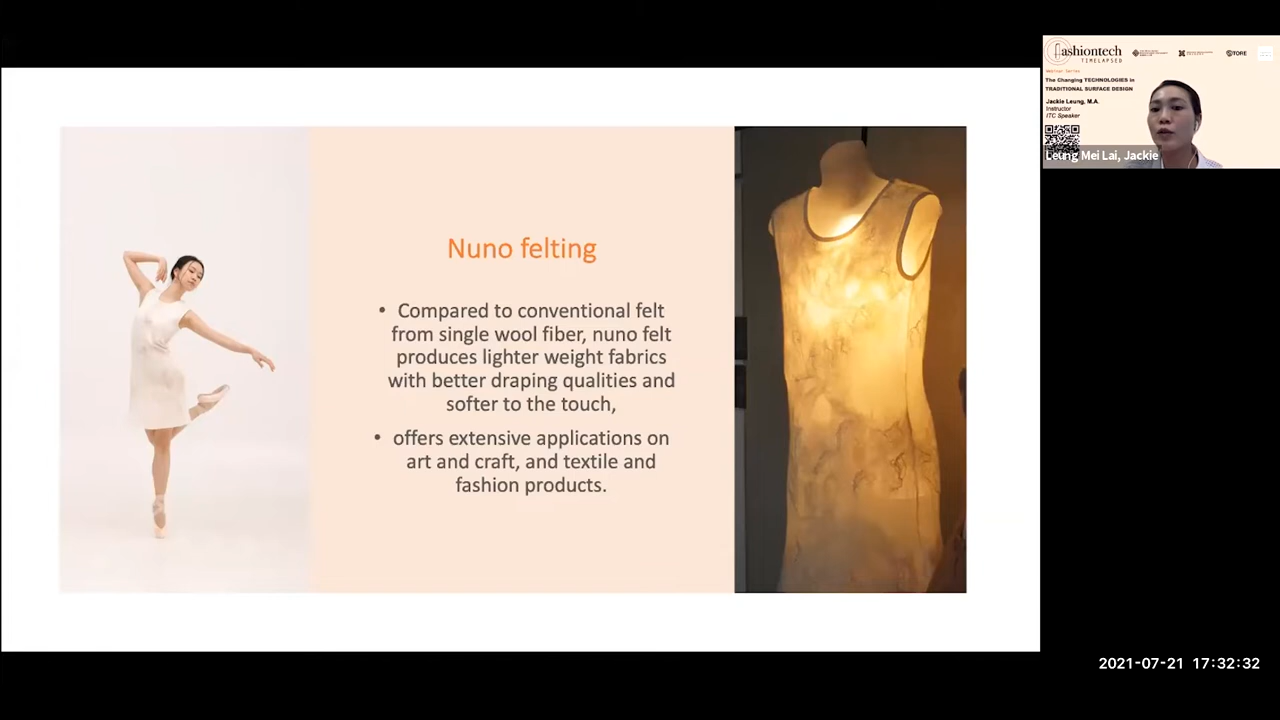 Nuno felting
• Compared to conventional felt
from single wool fiber, nuno felt
produces lighter weight fabrics
with better draping qualities and
softer to the touch,
• offers extensive applications on
art and craft, and textile and
fashion products.
fashiontech
TIMELAPSED
STORE
The Changing TECHNOLOGIES in
TRADITIONAL SURFACE DESIGN
Jackie Leung, M.A.
Instructor
ITC Speaker
Leung Mei Lai, Jackie
2021-07-21 17:32:32